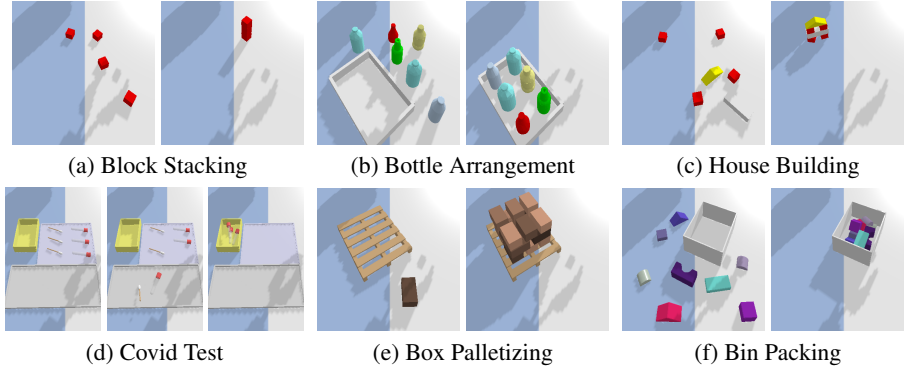 (a) Block Stacking
(b) Bottle Arrangement
(c) House Building
(d) Covid Test
(e) Box Palletizing
(f) Bin Packing